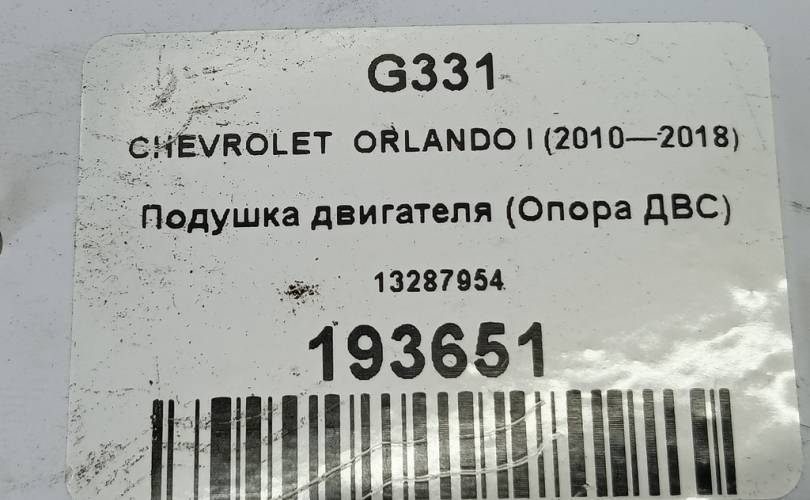 G331
CHEVROLET ORLANDO I (2010—2018)
Подушка двигателя (Опора ДВС)
13287954
193651